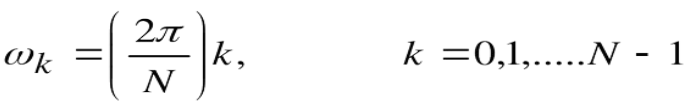 ω_k = (2π/N) k, k = 0,1,.....N - 1